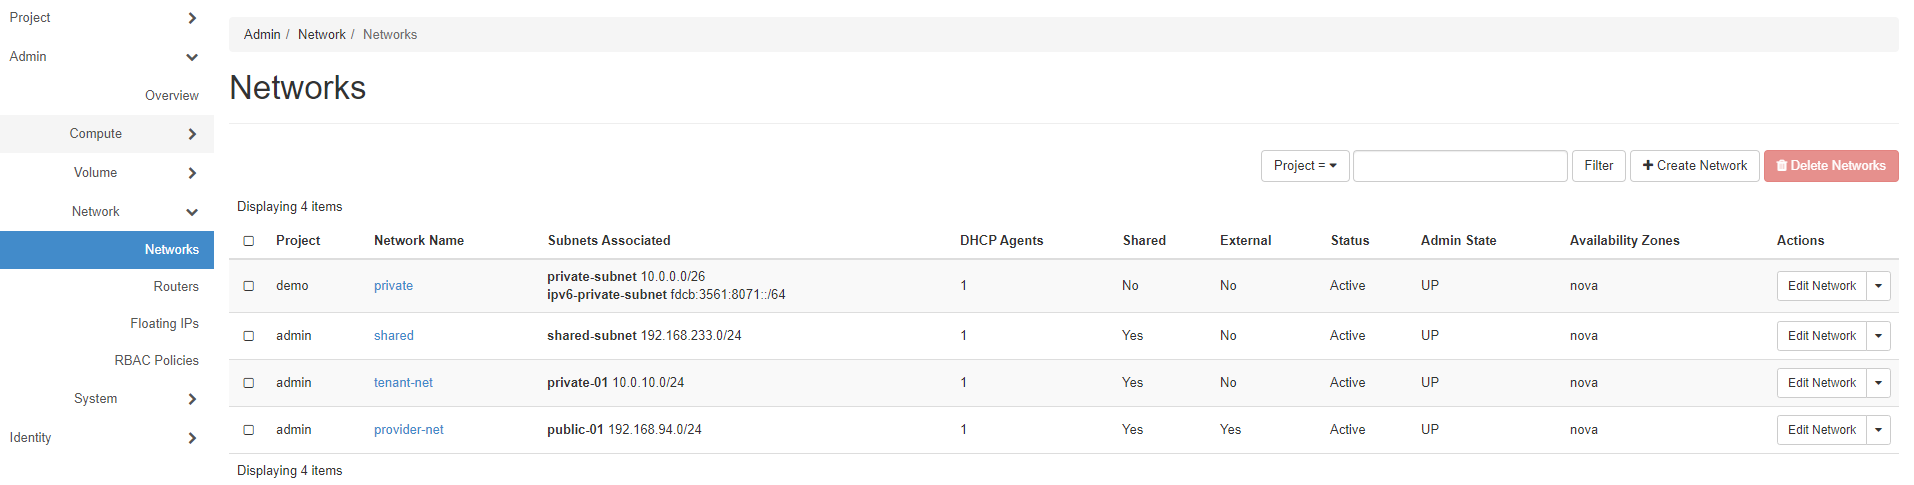 Project
Admin
Overview
Compute
Volume
Network
Networks
Routers
Floating IPs
RBAC Policies
System
Identity
Admin / Network / Networks
Networks
Project = Filter Create Network Delete Networks
Displaying 4 items
Project Network Name Subnets Associated DHCP Agents Shared External Status Admin State Availability Zones Actions
demo private private-subnet 10.0.0.0/26 1 No No Active UP nova Edit Network
ipv6-private-subnet fdcb:3561:8071::/64
admin shared shared-subnet 192.168.233.0/24 1 Yes No Active UP nova Edit Network
admin tenant-net private-01 10.0.10.0/24 1 Yes No Active UP nova Edit Network
admin provider-net public-01 192.168.94.0/24 1 Yes Yes Active UP nova Edit Network
Displaying 4 items